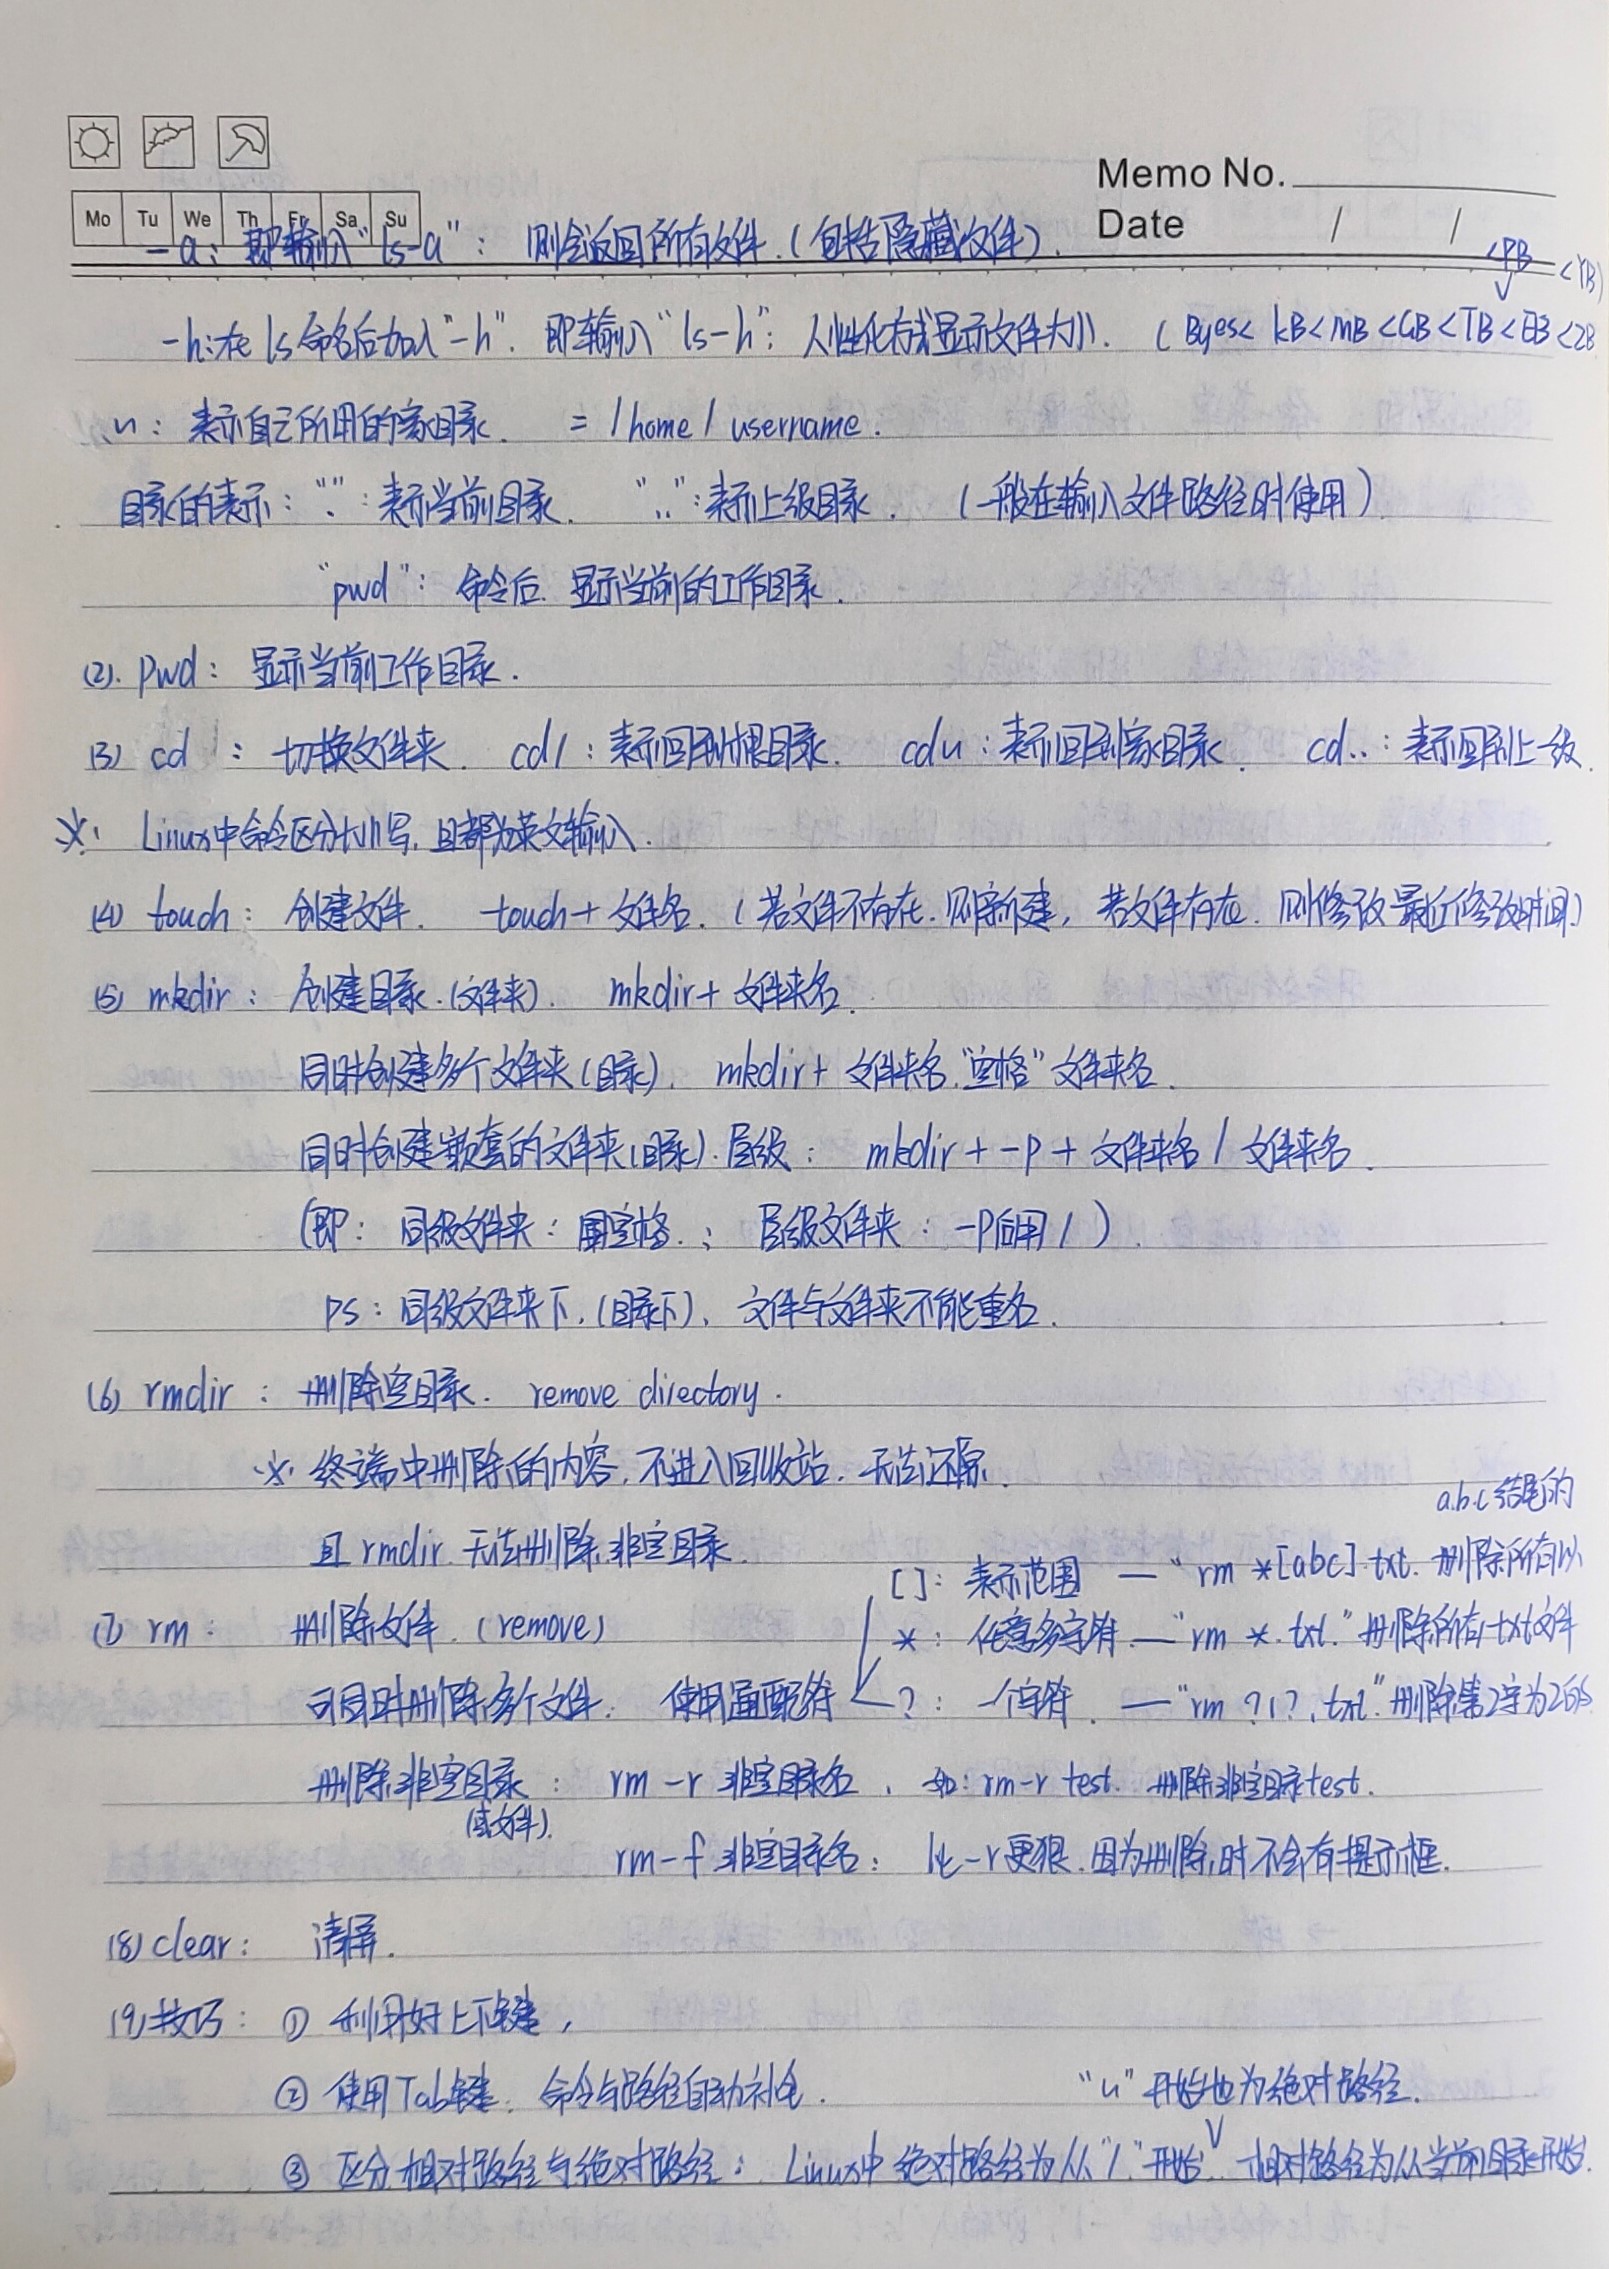 Memo No.
Mo Tu We Th Fr Sa Su
Date / /
-a: 即输入“ls-a”: 则会返回所有文件.(包括隐藏文件).
<PB <YB)
-h:在ls命名后加入“-h”. 即输入“ls-h”: 人性化方式显示文件大小. ( Byes< kB<mB<GB<TB<EB<ZB
~: 表示自己所用的家目录. = /home/ username.
目录的表示: “.”: 表示当前目录. “..”: 表示上级目录. (一般在输入文件路径时使用)
“pwd”: 命令后. 显示当前的工作目录.
(2). pwd: 显示当前工作目录.
(3) cd : 切换文件夹. cd/: 表示回到根目录. cd~: 表示回到家目录. cd..: 表示回到上一级.
※ Linux中命令区分大小写, 且都为英文输入.
(4) touch: 创建文件. touch+文件名. (若文件不存在. 则新建, 若文件存在. 则修改最近修改时间)
(5) mkdir: 创建目录.(文件夹). mkdir+ 文件夹名.
同时创建多个文件夹(目录). mkdir+ 文件夹名.“空格”文件夹名.
同时创建嵌套的文件夹(目录).层级: mkdir + -p + 文件夹名 / 文件夹名.
(即: 同级文件夹: 用空格.; 层级文件夹: -p后用/ ).
PS: 同级文件夹下.(目录下). 文件与文件夹不能重名.
(6) rmdir : 删除空目录. remove directory.
※ 终端中删除的内容, 不进入回收站. 无法还原.
且 rmdir 无法删除非空目录.
a.b.c结尾的
[]: 表示范围 — “rm *[abc].txt. 删除所有以
(7) rm: 删除文件. (remove)
*: 任意多字符. —“rm *.txt.” 删除所有txt文件
可同时删除多个文件: 使用通配符 ?: 一个字符. —“rm ?1?.txt.”删除第2字为2的
删除非空目录: rm -r 非空目录名. 如: rm-r test. 删除非空目录test.
(或文件).
rm-f 非空目录名: 比-r更狠. 因为删除时不会有提示框.
(8) clear: 清屏.
(9) 技巧: ① 利用好上下键,
② 使用Tab键. 命令与路径自动补全. “~” 开始也为绝对路径.
③ 区分相对路径与绝对路径: Linux中绝对路径为从“/”开始 相对路径为从当前目录开始.